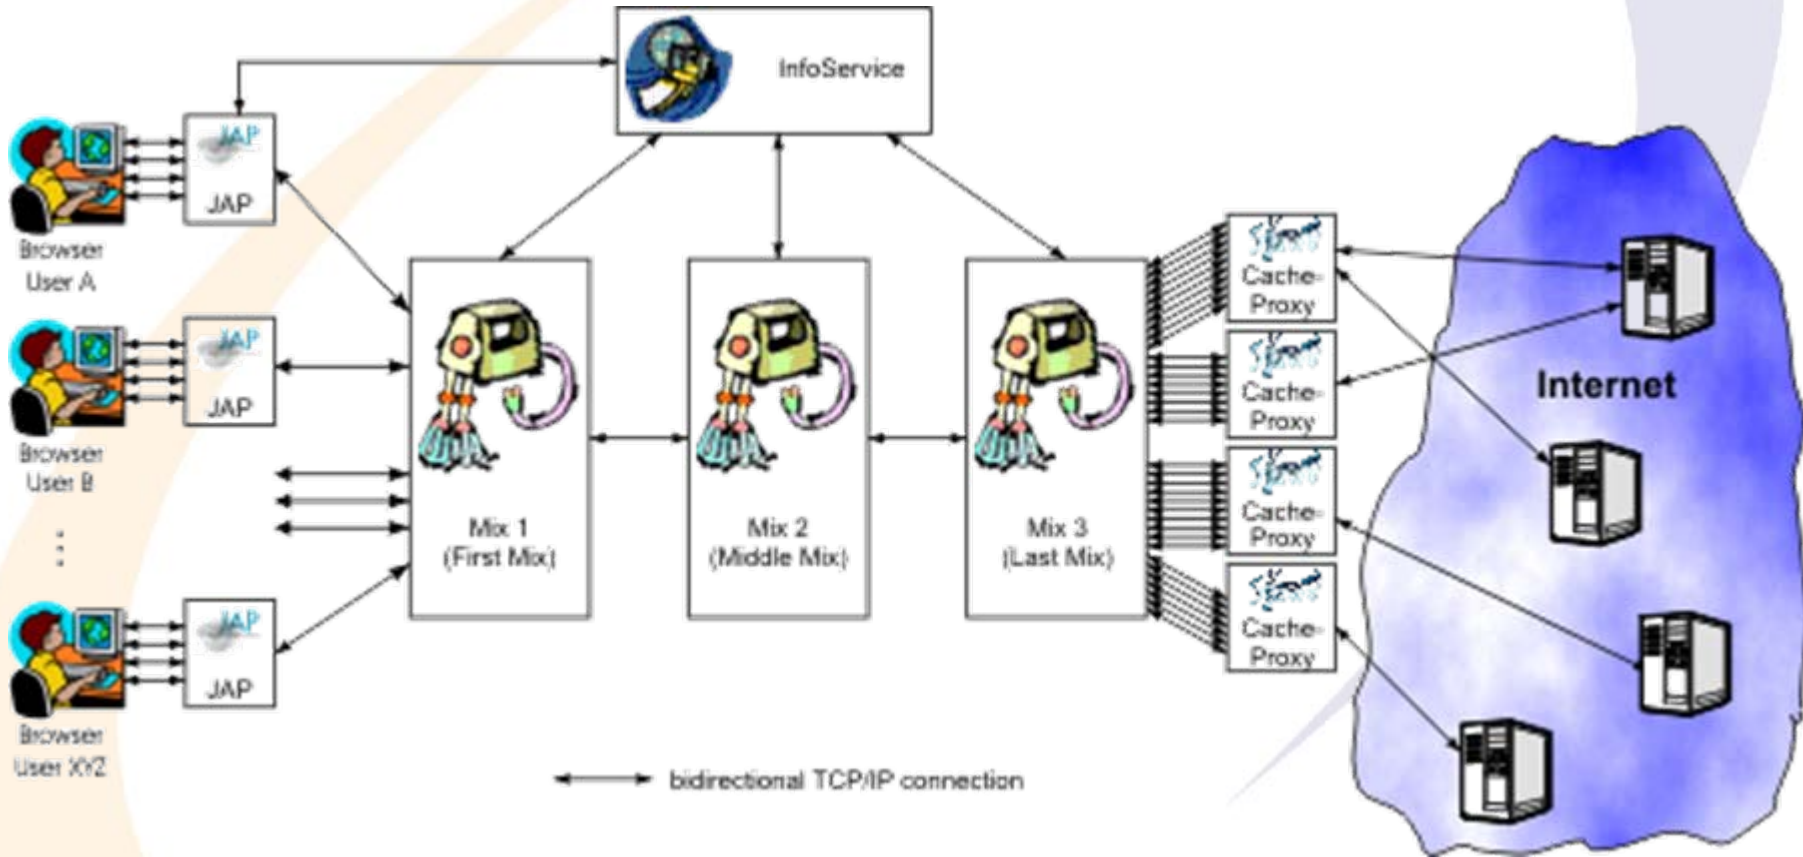 InfoService
JAP
JAP
Browser
User A
JAP
JAP
Browser
User B
JAP
JAP
Browser
User XYZ
Mix 1
(First Mix)
Mix 2
(Middle Mix)
Mix 3
(Last Mix)
Cache-
Proxy
Cache-
Proxy
Cache-
Proxy
Cache-
Proxy
Internet
bidirectional TCP/IP connection